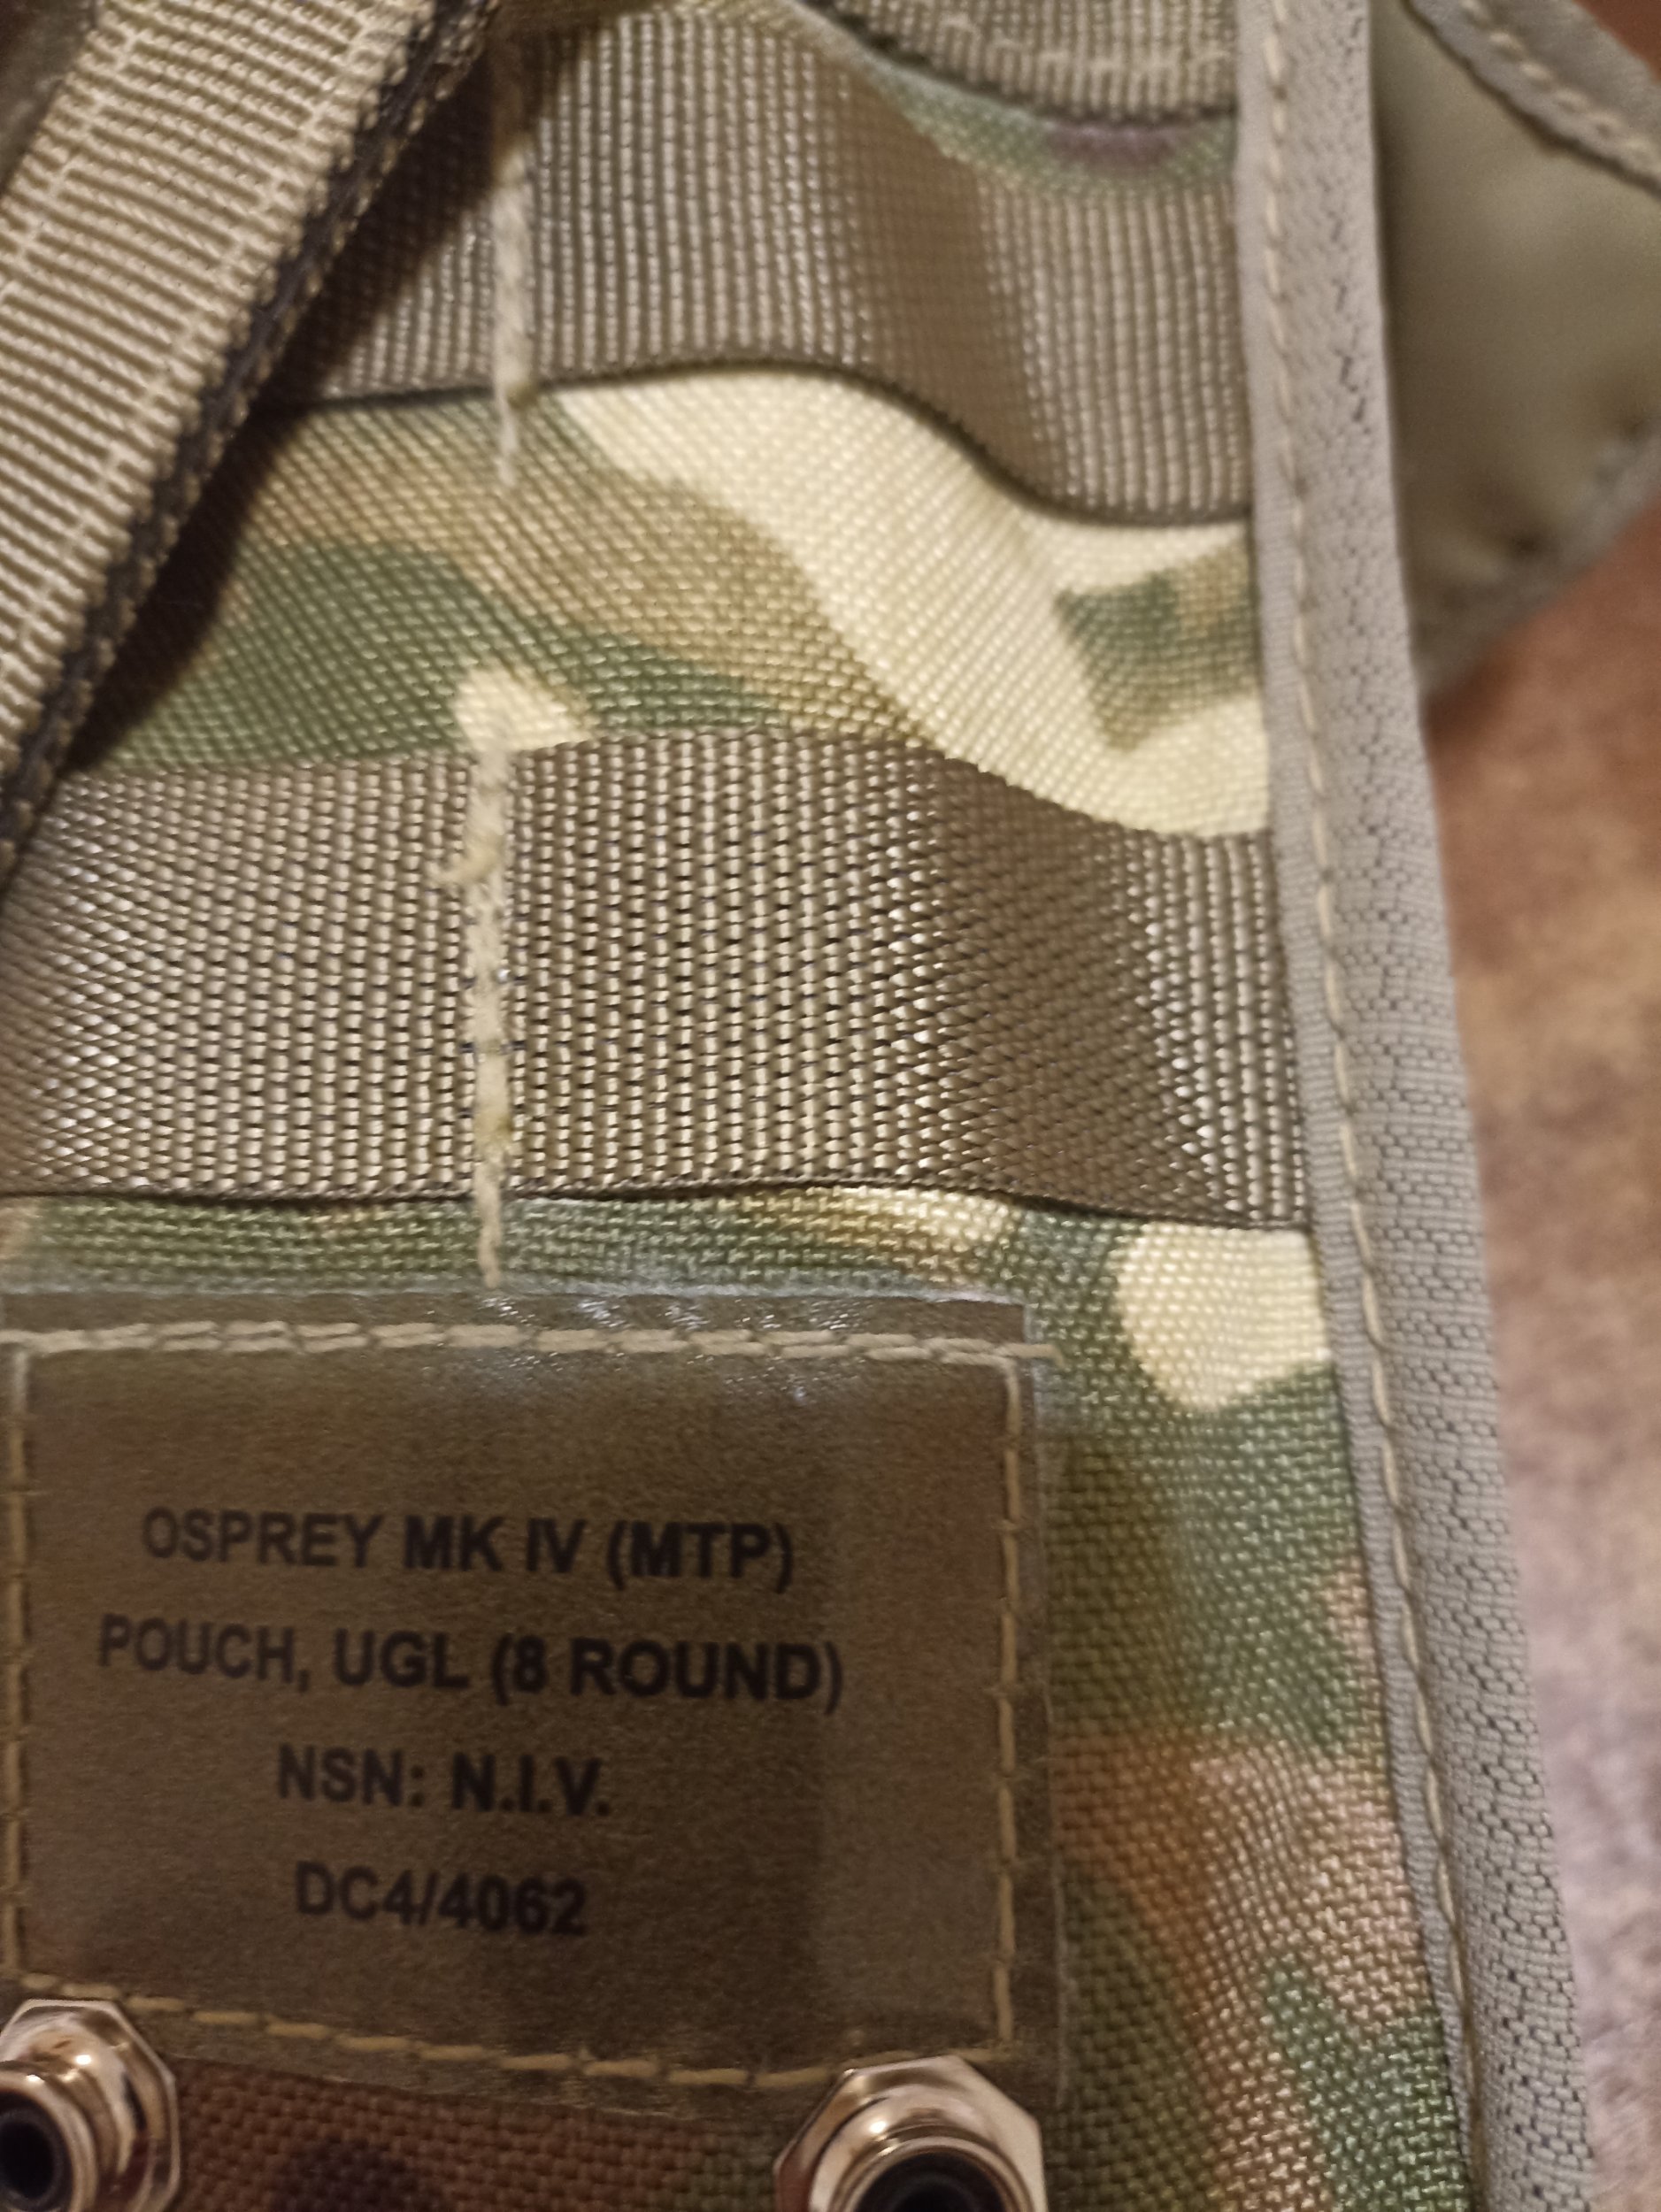 OSPREY MK IV (MTP)
POUCH, UGL (8 ROUND)
NSN: N.I.V.
DC4/4062